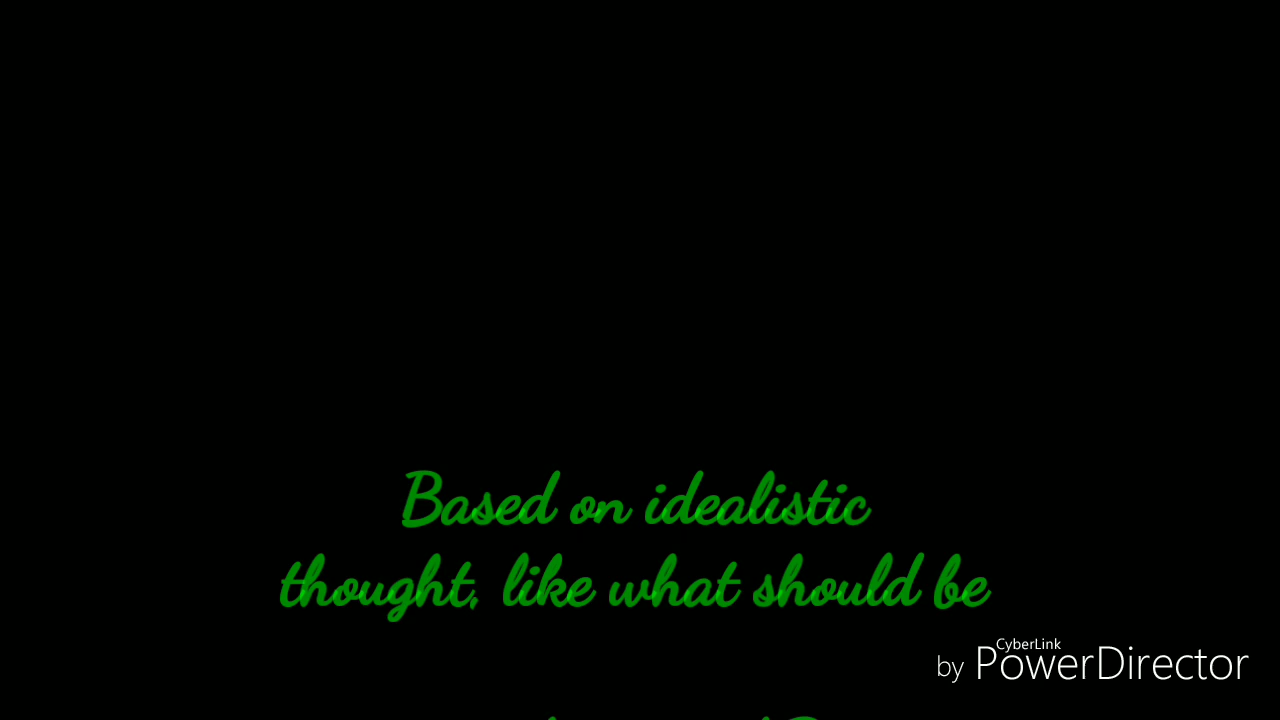 Based on idealistic
thought, like what should be
CyberLink
by PowerDirector